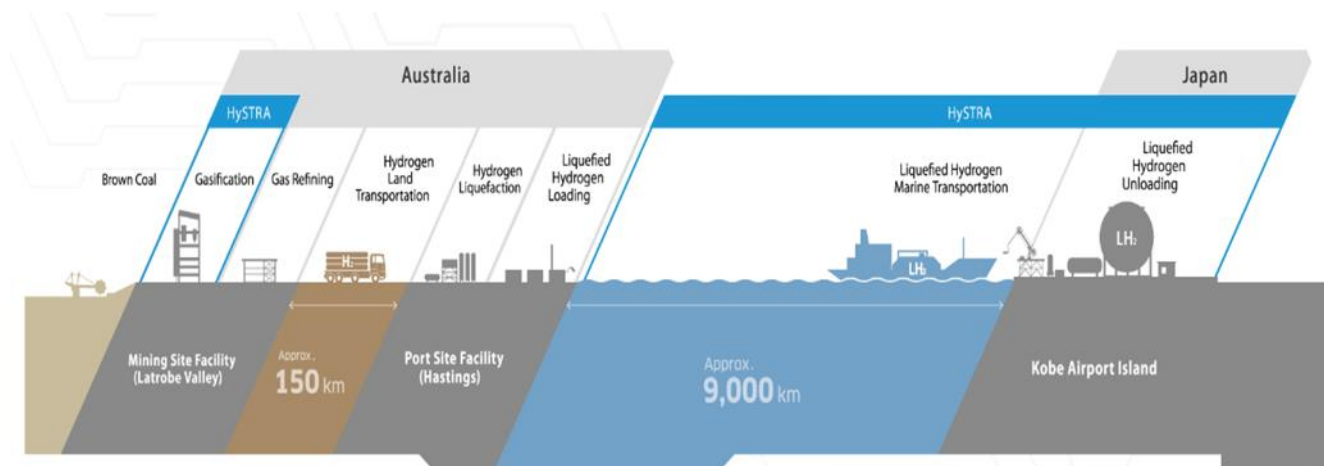 Australia
Japan
HySTRA
HySTRA
Brown Coal
Gasification
Gas Refining
Hydrogen
Land
Transportation
Hydrogen
Liquefaction
Liquefied
Hydrogen
Loading
Liquefied Hydrogen
Marine Transportation
Liquefied
Hydrogen
Unloading
H₂
LH₂
LH₂
Mining Site Facility
(Latrobe Valley)
Approx.
150 km
Port Site Facility
(Hastings)
Approx.
9,000 km
Kobe Airport Island